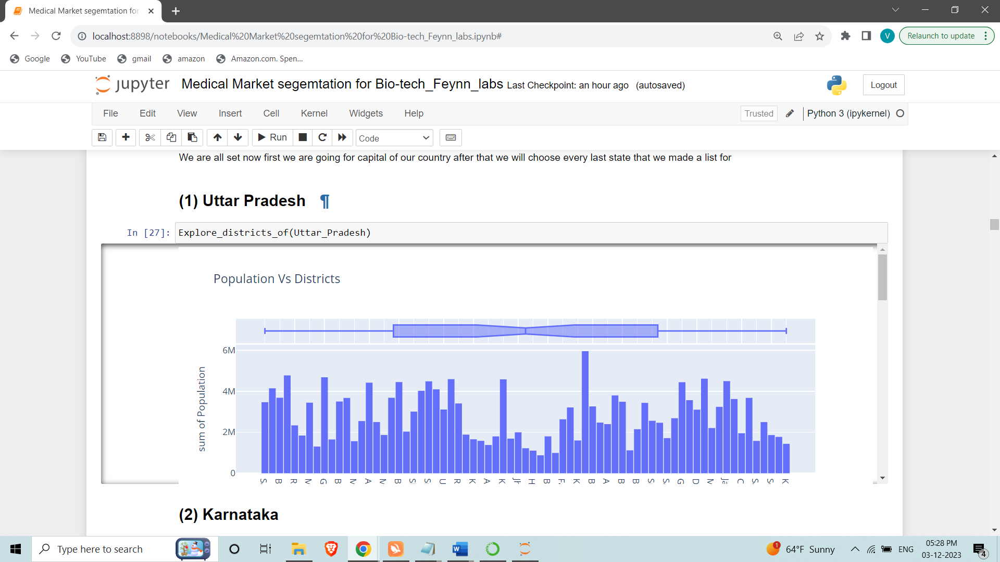 Medical Market segemtation for
localhost:8898/notebooks/Medical%20Market%20segemtation%20for%20Bio-tech_Feynn_labs.ipynb#
V
Relaunch to update
Google YouTube gmail amazon Amazon.com. Spen...
jupyter Medical Market segemtation for Bio-tech_Feynn_labs Last Checkpoint: an hour ago (autosaved)
Logout
File Edit View Insert Cell Kernel Widgets Help
Trusted Python 3 (ipykernel)
Run Code
We are all set now first we are going for capital of our country after that we will choose every last state that we made a list for
(1) Uttar Pradesh ¶
In [27]: Explore_districts_of(Uttar_Pradesh)
Population Vs Districts
6M
4M
2M
0
sum of Population
(2) Karnataka
Type here to search
1
64°F Sunny
ENG
05:28 PM
03-12-2023
4